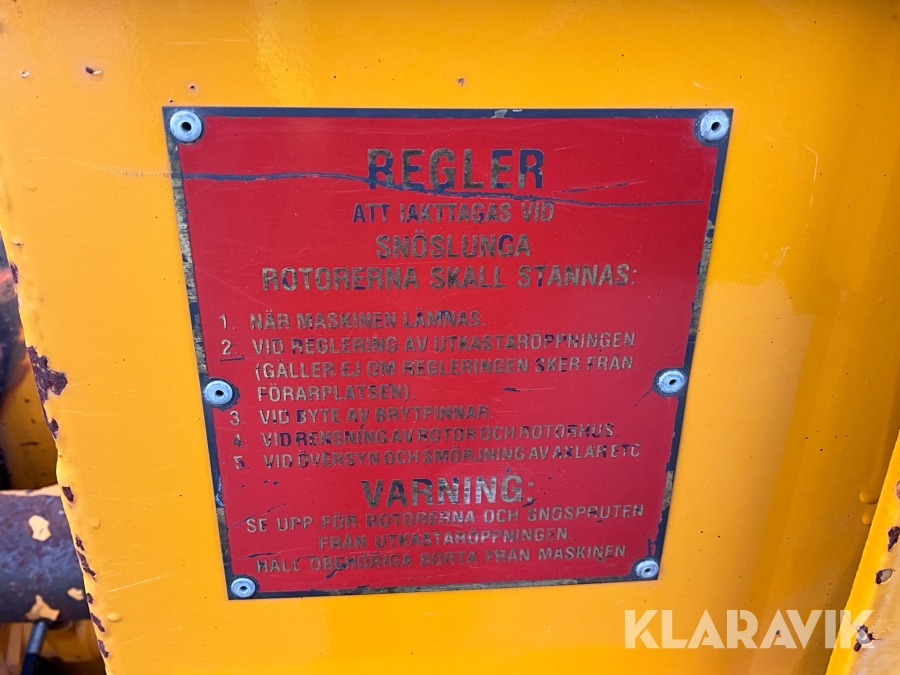 REGLER
ATT IAKTTAGAS VID
SNÖSLUNGA
ROTORERNA SKALL STANNAS:
1. NÄR MASKINEN LÄMNAS.
2. VID REGLERING AV UTKASTARÖPPNINGEN
(GÄLLER EJ OM REGLERINGEN SKER FRÅN
FÖRARPLATSEN).
3. VID BYTE AV BRYTPINNAR.
4. VID RENSNING AV ROTOR OCH ROTORHUS.
5. VID ÖVERSYN OCH SMÖRJNING AV AXLAR ETC.
VARNING:
SE UPP FÖR ROTORERNA OCH SNÖSPRUTEN
FRÅN UTKASTARÖPPNINGEN.
HÅLL OBEHÖRIGA BORTA FRÅN MASKINEN.
KLARAVIK